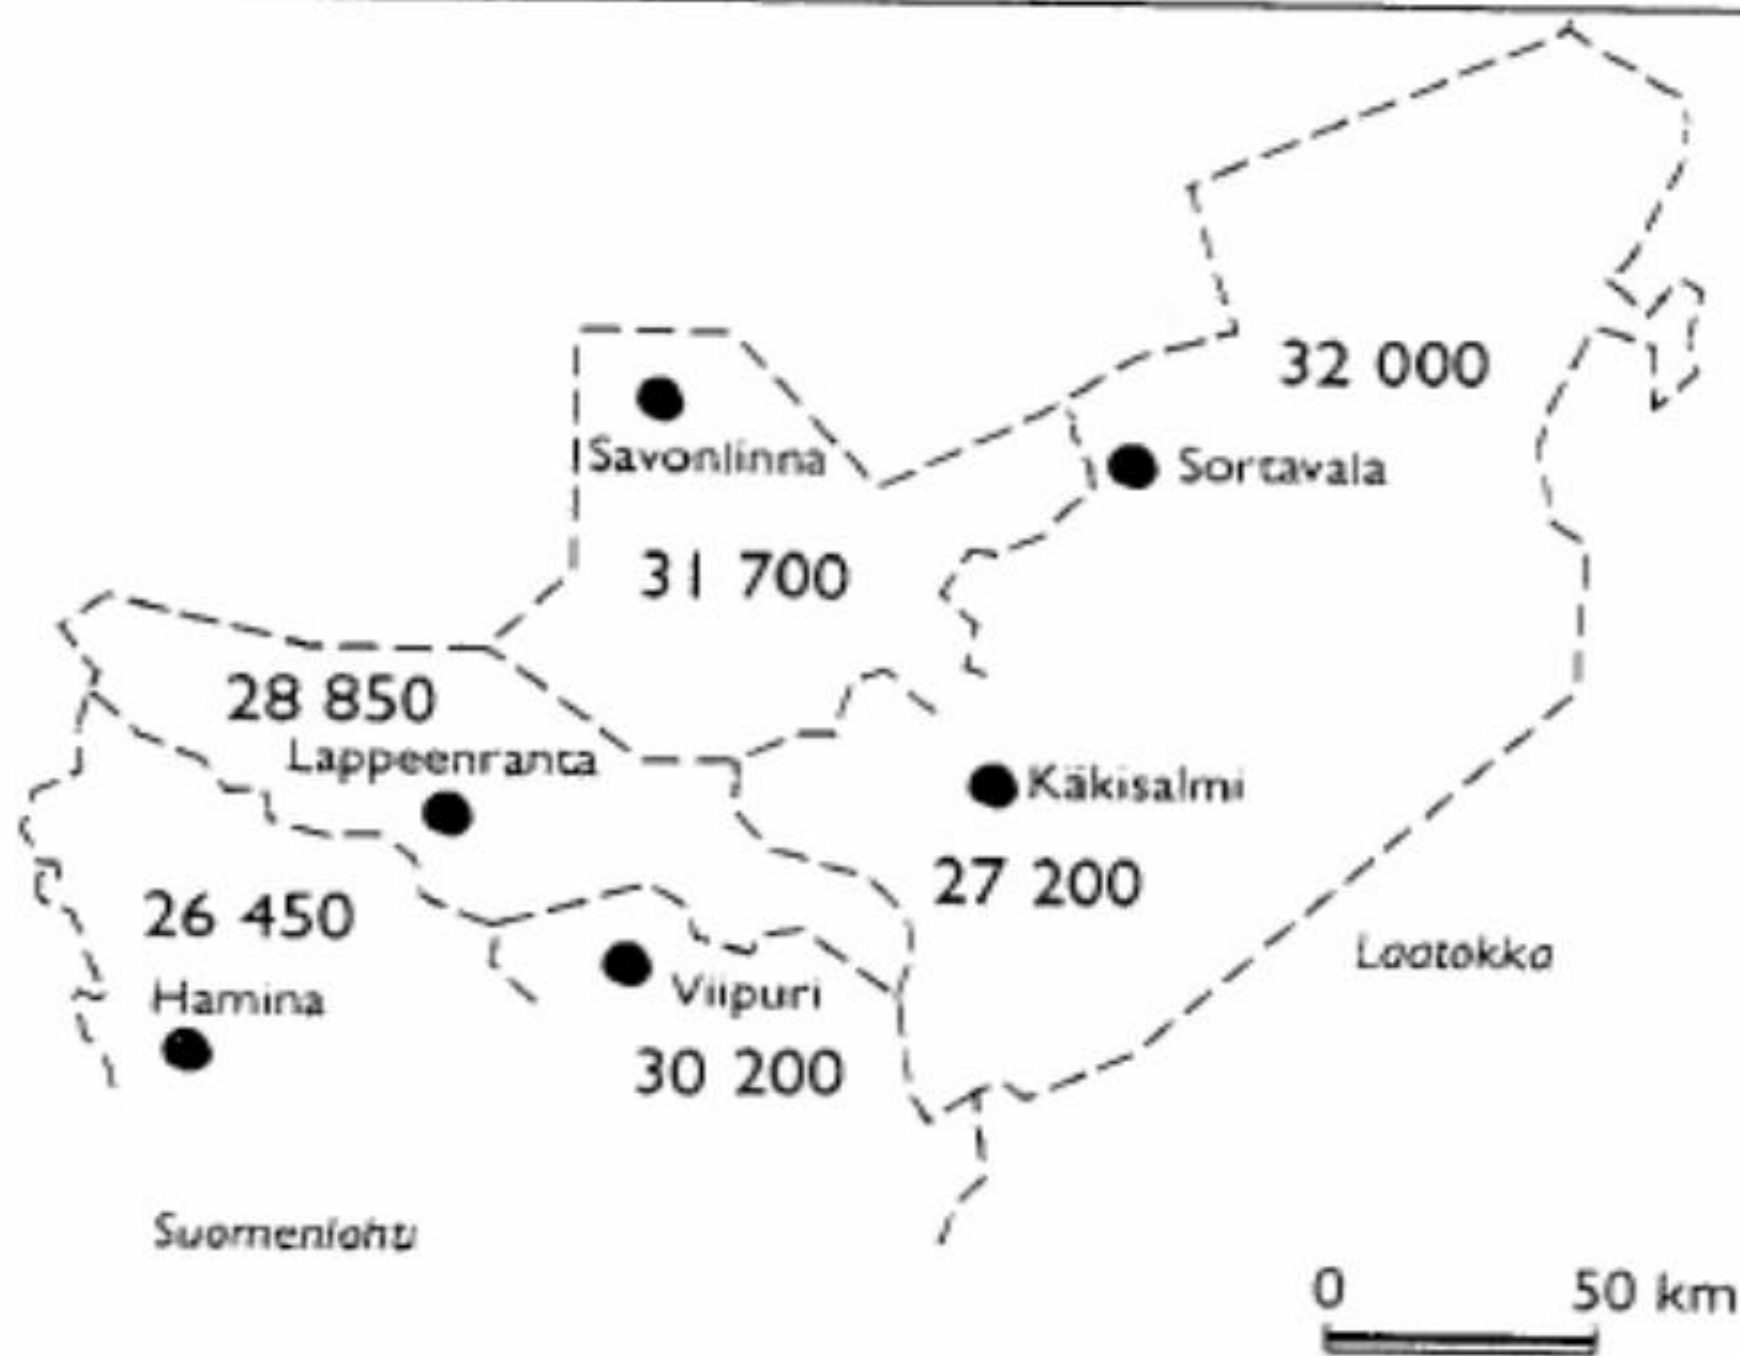 32 000
Savonlinna
Sortavala
31 700
28 850
Lappeenranta
Käkisalmi
27 200
26 450
Laatokka
Hamina
Viipuri
30 200
Suomenlahti
0 50 km